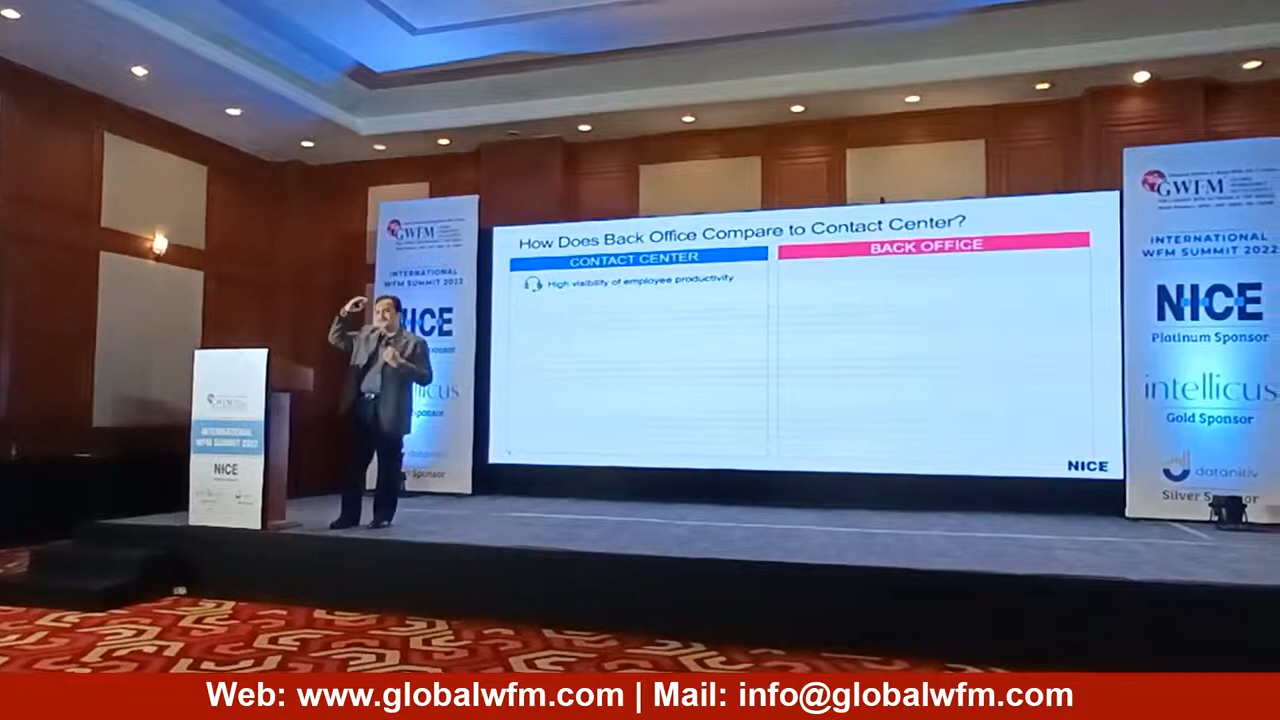 How Does Back Office Compare to Contact Center?
CONTACT CENTER
BACK OFFICE
High visibility of employee productivity
NICE
GWFM
INTERNATIONAL
WFM SUMMIT 2022
NICE
GWFM
INTERNATIONAL
WFM SUMMIT 2022
NICE
Platinum Sponsor
intellicus
Gold Sponsor
datanitiv
Silver Sponsor
INTERNATIONAL
WFM SUMMIT 2022
NICE
Web: www.globalwfm.com | Mail: info@globalwfm.com